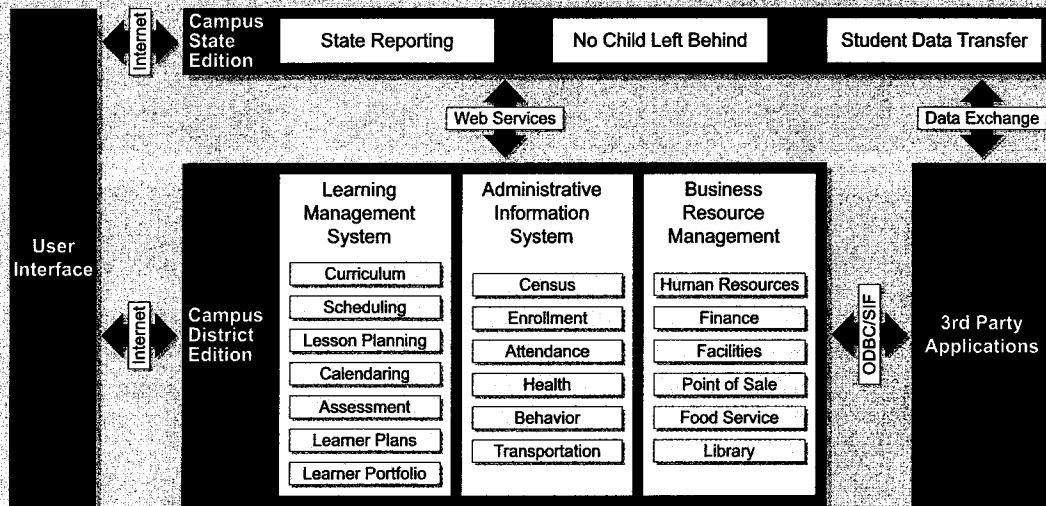 Internet
Campus
State
Edition
State Reporting
No Child Left Behind
Student Data Transfer
Web Services
Data Exchange
User
Interface
Internet
Campus
District
Edition
Learning
Management
System
Curriculum
Scheduling
Lesson Planning
Calendaring
Assessment
Learner Plans
Learner Portfolio
Administrative
Information
System
Census
Enrollment
Attendance
Health
Behavior
Transportation
Business
Resource
Management
Human Resources
Finance
Facilities
Point of Sale
Food Service
Library
ODBC/SIF
3rd Party
Applications